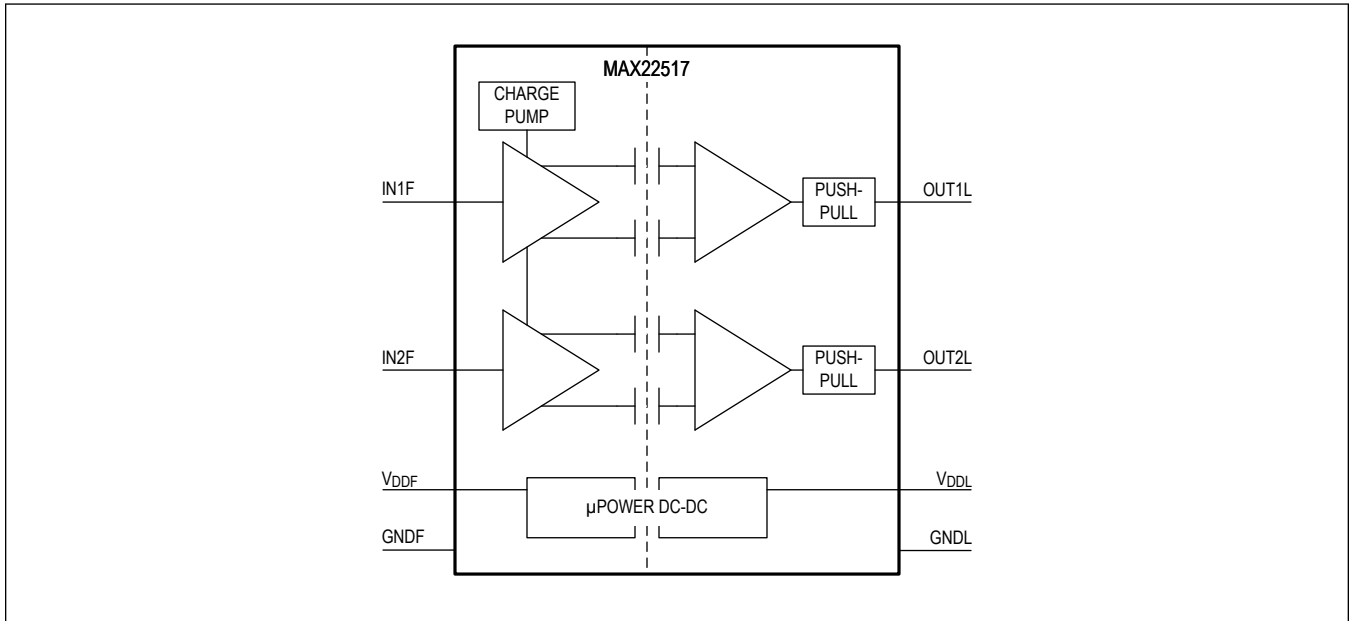 MAX22517
CHARGE
PUMP
IN1F
PUSH-
PULL
OUT1L
IN2F
PUSH-
PULL
OUT2L
VDDF
µPOWER DC-DC
VDDL
GNDF
GNDL